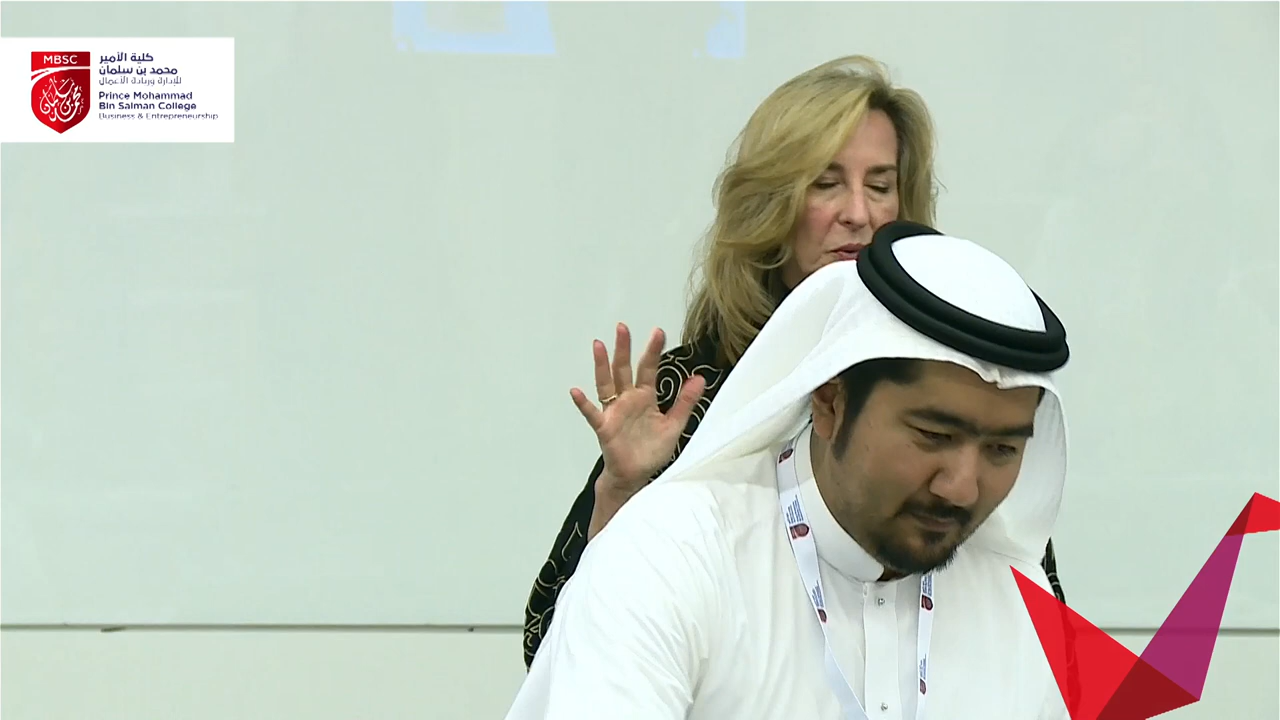 MBSC
كلية الأمير
محمد بن سلمان
للإدارة وريادة الأعمال
Prince Mohammad
Bin Salman College
Business & Entrepreneurship